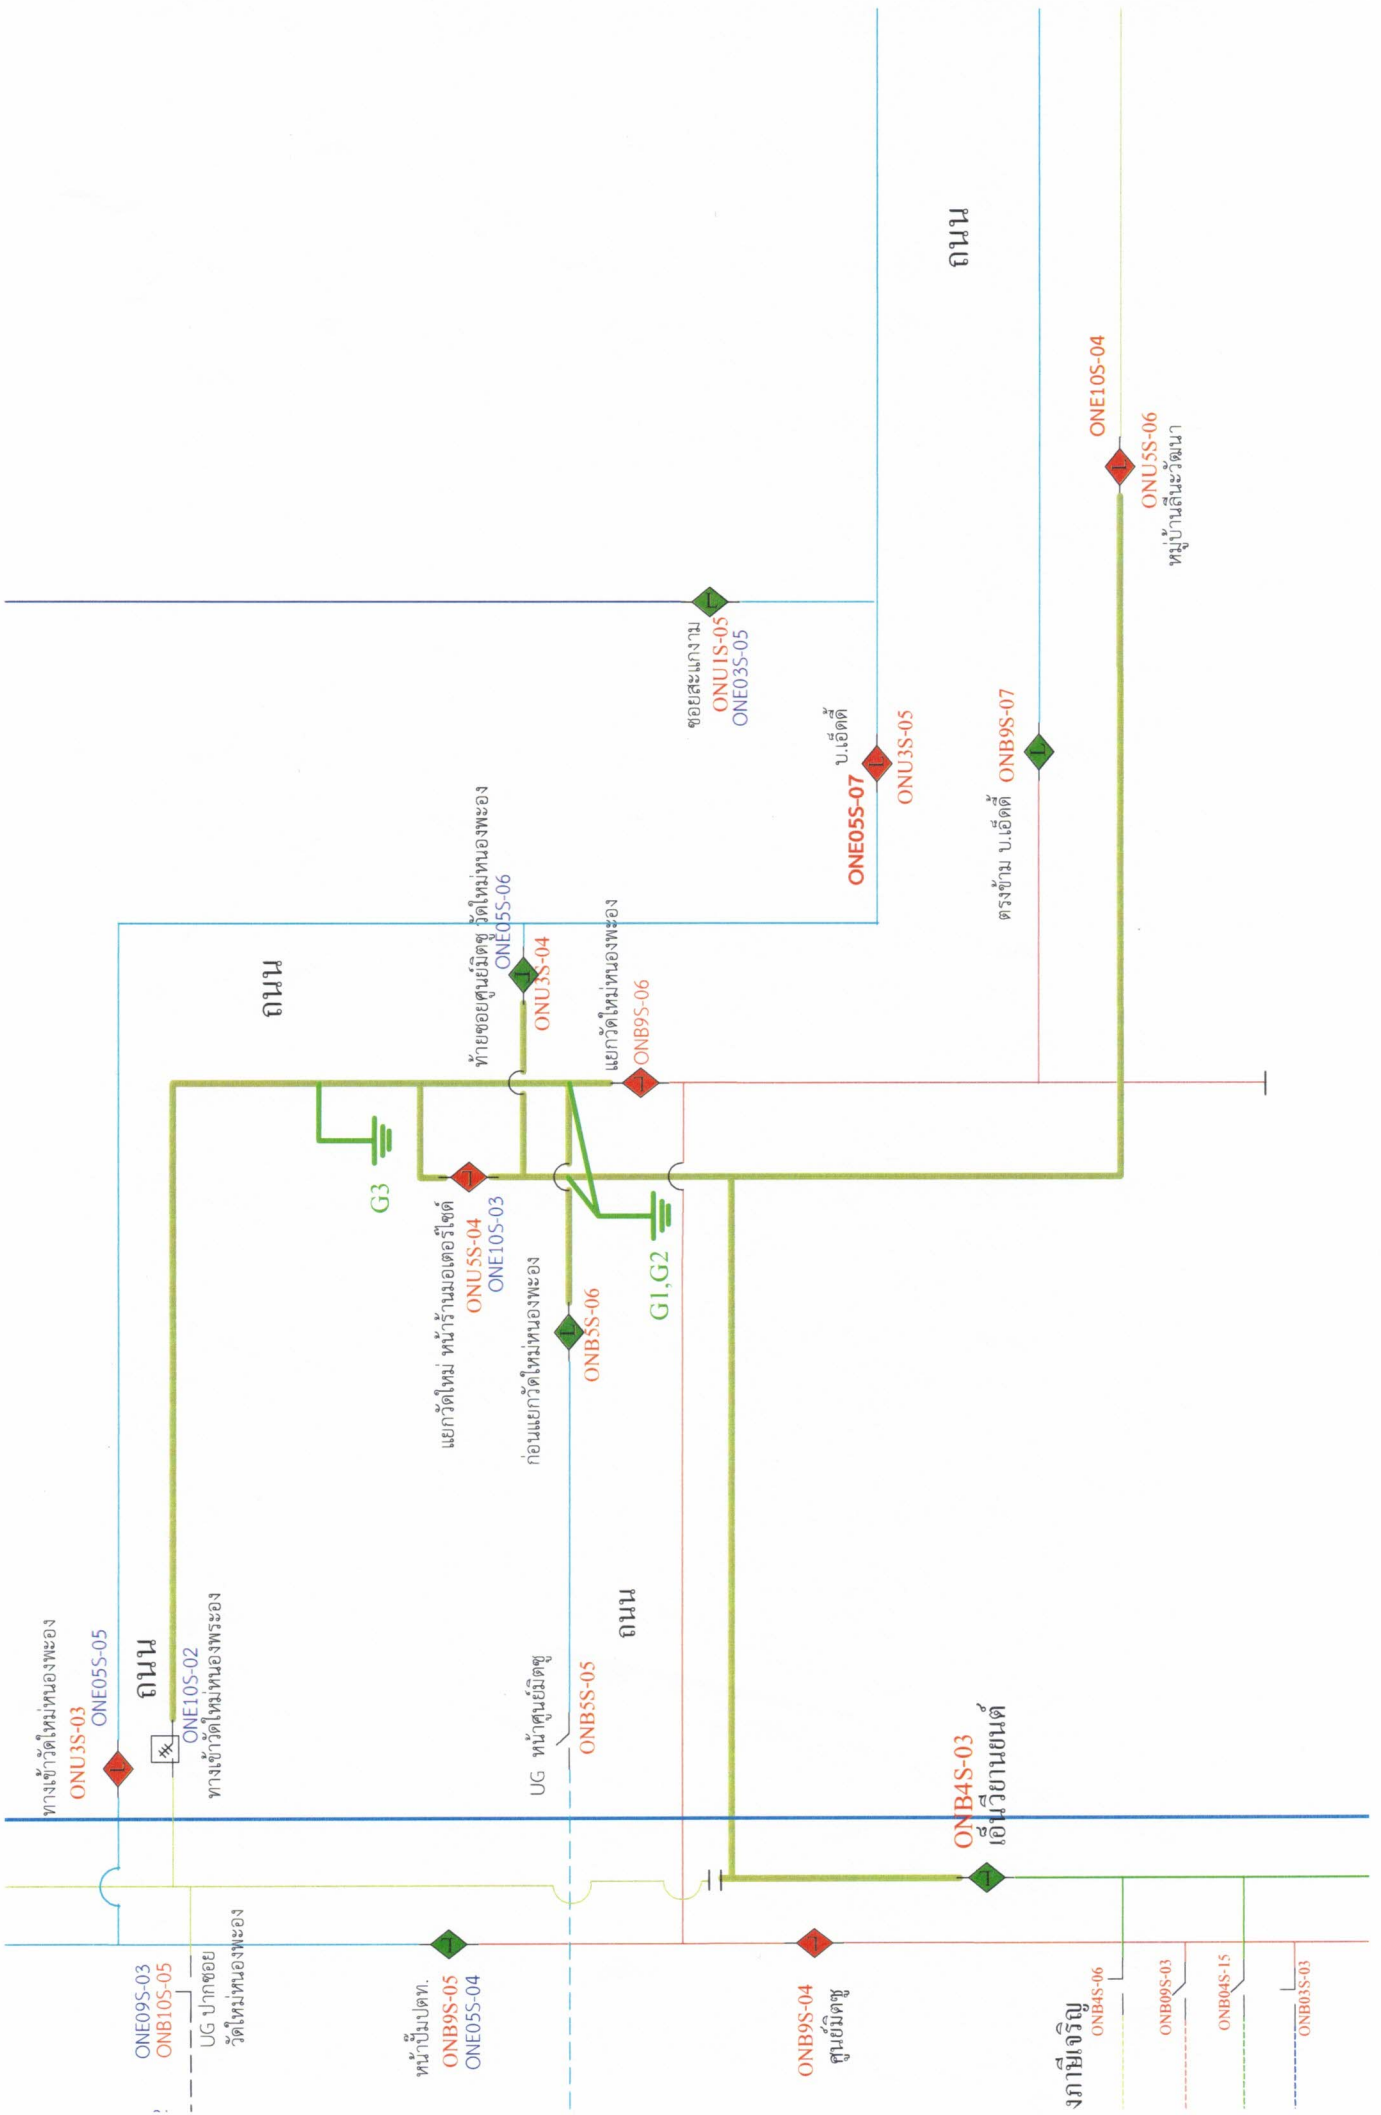 ทางเข้าวัดใหม่หนองพะอง
ONU3S-03
ONE05S-05
ถนน
ONE10S-02
ทางเข้าวัดใหม่หนองพระอง
ONE09S-03
ONB10S-05
UG ปากซอย
วัดใหม่หนองพะอง
หน้าปั๊มปตท.
ONB9S-05
ONE05S-04
UG หน้าศูนย์มิตซู
ONB5S-05
ถนน
ONB9S-04
ศูนย์มิตซู
ONB4S-03
เอ็นวียานยนต์
งภาษีเจริญ
ONB4S-06
ONB09S-03
ONB04S-15
ONB03S-03
ถนน
G3
แยกวัดใหม่ หน้าร้านมอเตอร์ไซค์
ONU5S-04
ONE10S-03
ก่อนแยกวัดใหม่หนองพะอง
ONB5S-06
G1,G2
ท้ายซอยศูนย์มิตซู วัดใหม่หนองพะอง
ONE05S-06
ONU3S-04
แยกวัดใหม่หนองพะอง
ONB9S-06
ซอยสะแกงาม
ONU1S-05
ONE03S-05
บ.เอ็ดดี้
ONE05S-07
ONU3S-05
ถนน
ตรงข้าม บ.เอ็ดดี้
ONB9S-07
ONE10S-04
ONU5S-06
หมู่บ้านลีนะวัฒนา
L
L
L
L
L
L
L
L
L
L
L
L
L